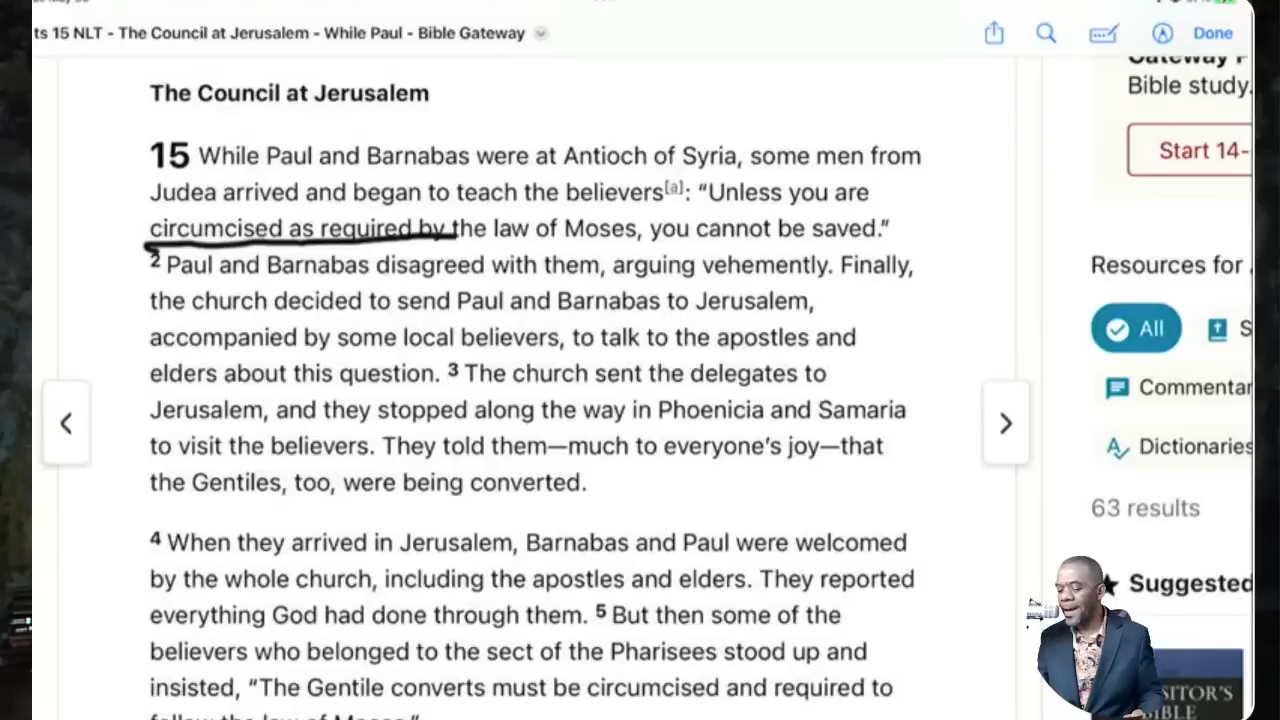 ts 15 NLT - The Council at Jerusalem - While Paul - Bible Gateway
Done
The Council at Jerusalem
15 While Paul and Barnabas were at Antioch of Syria, some men from
Judea arrived and began to teach the believers[a]: “Unless you are
circumcised as required by the law of Moses, you cannot be saved.”
2 Paul and Barnabas disagreed with them, arguing vehemently. Finally,
the church decided to send Paul and Barnabas to Jerusalem,
accompanied by some local believers, to talk to the apostles and
elders about this question. 3 The church sent the delegates to
Jerusalem, and they stopped along the way in Phoenicia and Samaria
to visit the believers. They told them—much to everyone’s joy—that
the Gentiles, too, were being converted.
4 When they arrived in Jerusalem, Barnabas and Paul were welcomed
by the whole church, including the apostles and elders. They reported
everything God had done through them. 5 But then some of the
believers who belonged to the sect of the Pharisees stood up and
insisted, “The Gentile converts must be circumcised and required to
follow the law of Moses.”
Gateway
Bible study.
Start 14-
Resources for
All
S
Commentar
Dictionaries
63 results
Suggested
SITOR'S
BIBLE